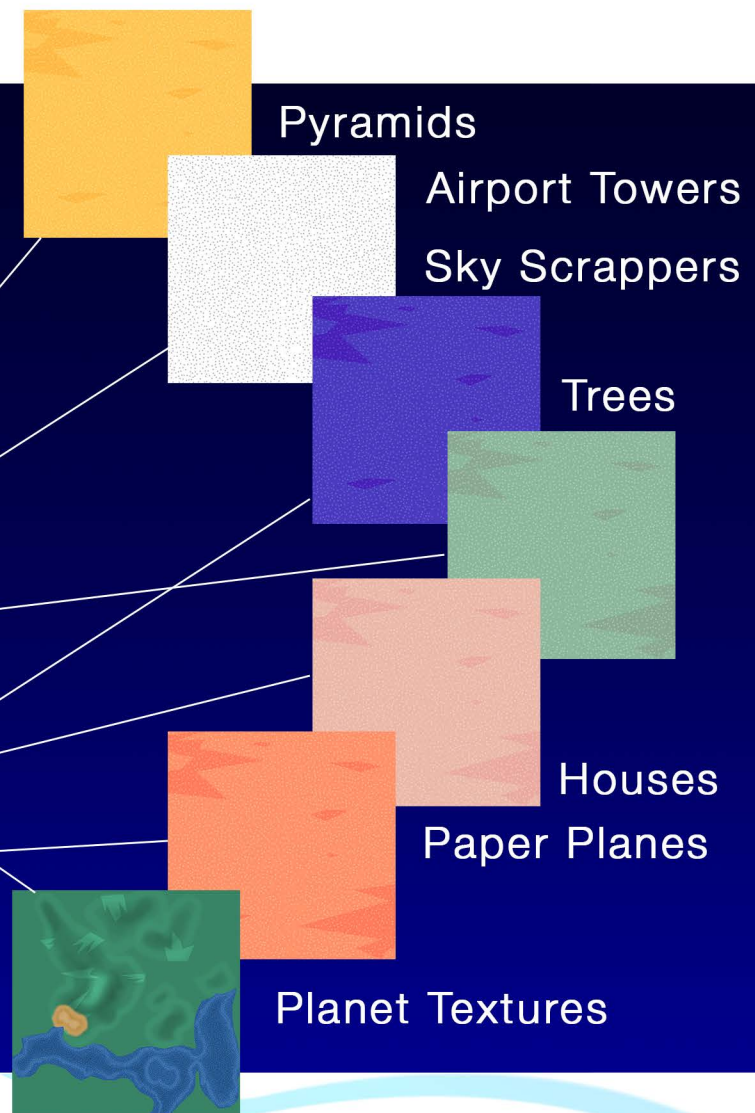 Pyramids
Airport Towers
Sky Scrappers
Trees
Houses
Paper Planes
Planet Textures